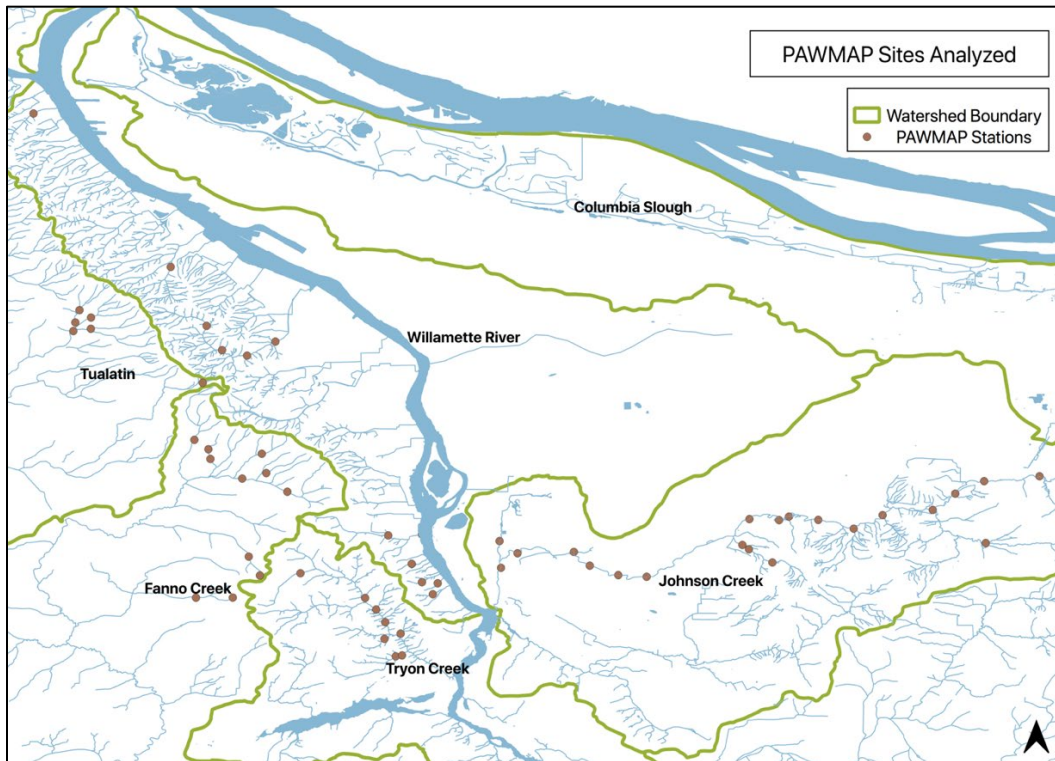 PAWMAP Sites Analyzed
Watershed Boundary
PAWMAP Stations
Columbia Slough
Willamette River
Tualatin
Fanno Creek
Johnson Creek
Tryon Creek